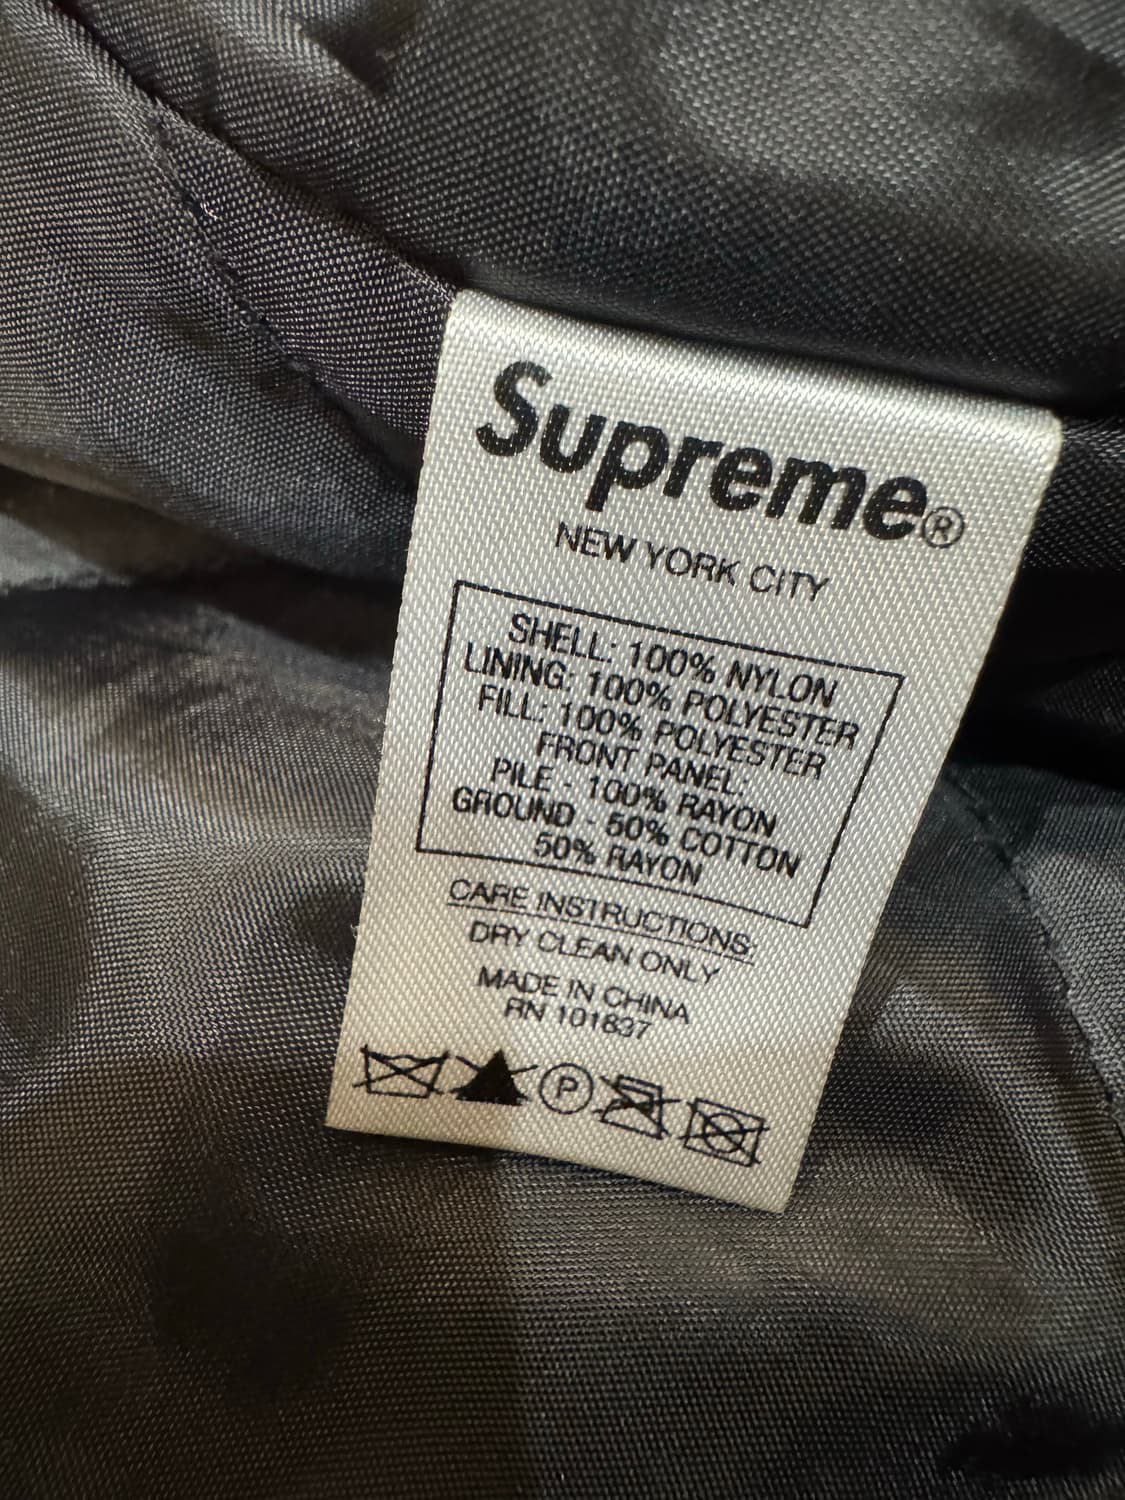 Supreme®
NEW YORK CITY
SHELL: 100% NYLON
LINING: 100% POLYESTER
FILL: 100% POLYESTER
FRONT PANEL:
PILE - 100% RAYON
GROUND - 50% COTTON
50% RAYON
CARE INSTRUCTIONS:
DRY CLEAN ONLY
MADE IN CHINA
RN 101837
P